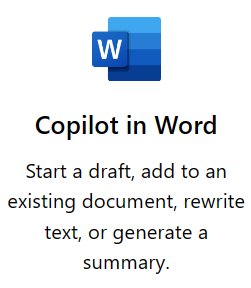 W
Copilot in Word
Start a draft, add to an
existing document, rewrite
text, or generate a
summary.